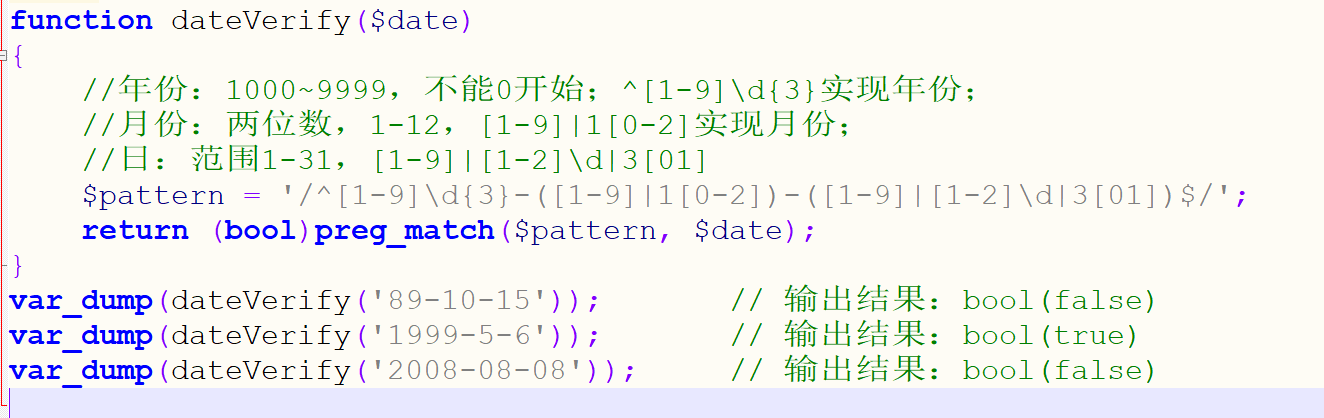 function dateVerify($date)
{
    //年份：1000~9999，不能0开始；^[1-9]\d{3}实现年份；
    //月份：两位数，1-12，[1-9]|1[0-2]实现月份；
    //日：范围1-31，[1-9]|[1-2]\d|3[01]
    $pattern = '/^[1-9]\d{3}-([1-9]|1[0-2])-([1-9]|[1-2]\d|3[01])$/';
    return (bool)preg_match($pattern, $date);
}
var_dump(dateVerify('89-10-15'));       // 输出结果：bool(false)
var_dump(dateVerify('1999-5-6'));       // 输出结果：bool(true)
var_dump(dateVerify('2008-08-08'));     // 输出结果：bool(false)